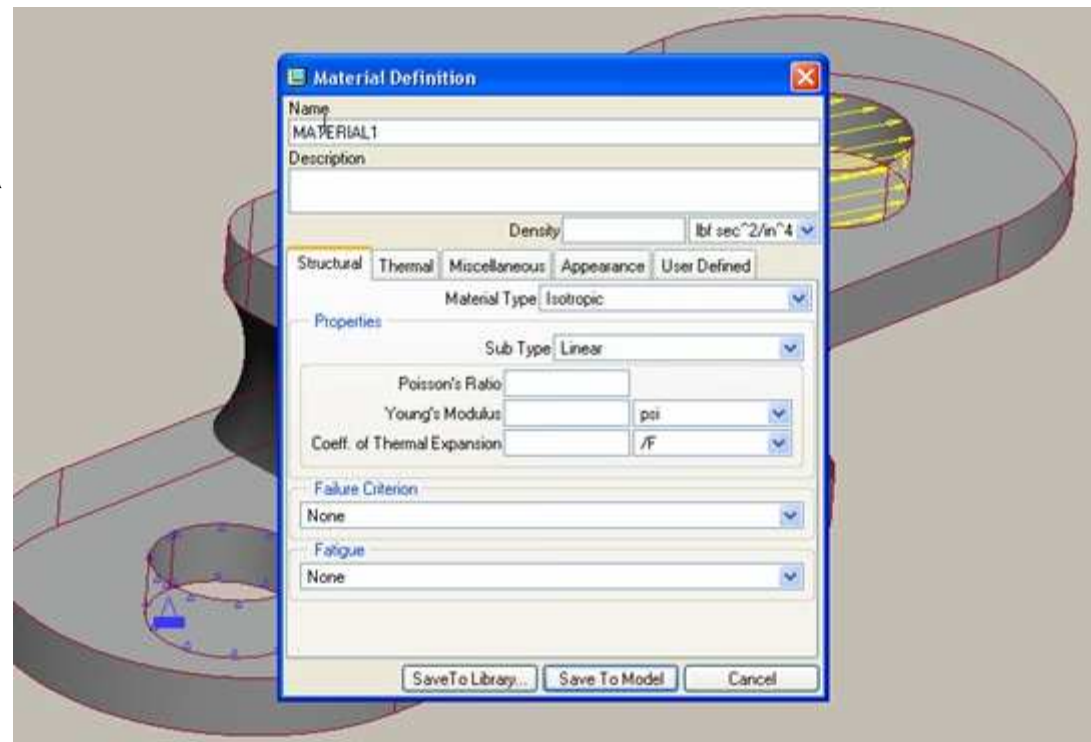 Material Definition
Name
MATERIAL1
Description
Density lbf sec^2/in^4
Structural Thermal Miscellaneous Appearance User Defined
Material Type Isotropic
Properties
Sub Type Linear
Poisson's Ratio
Young's Modulus psi
Coeff. of Thermal Expansion /F
Failure Criterion
None
Fatigue
None
SaveTo Library... Save To Model Cancel